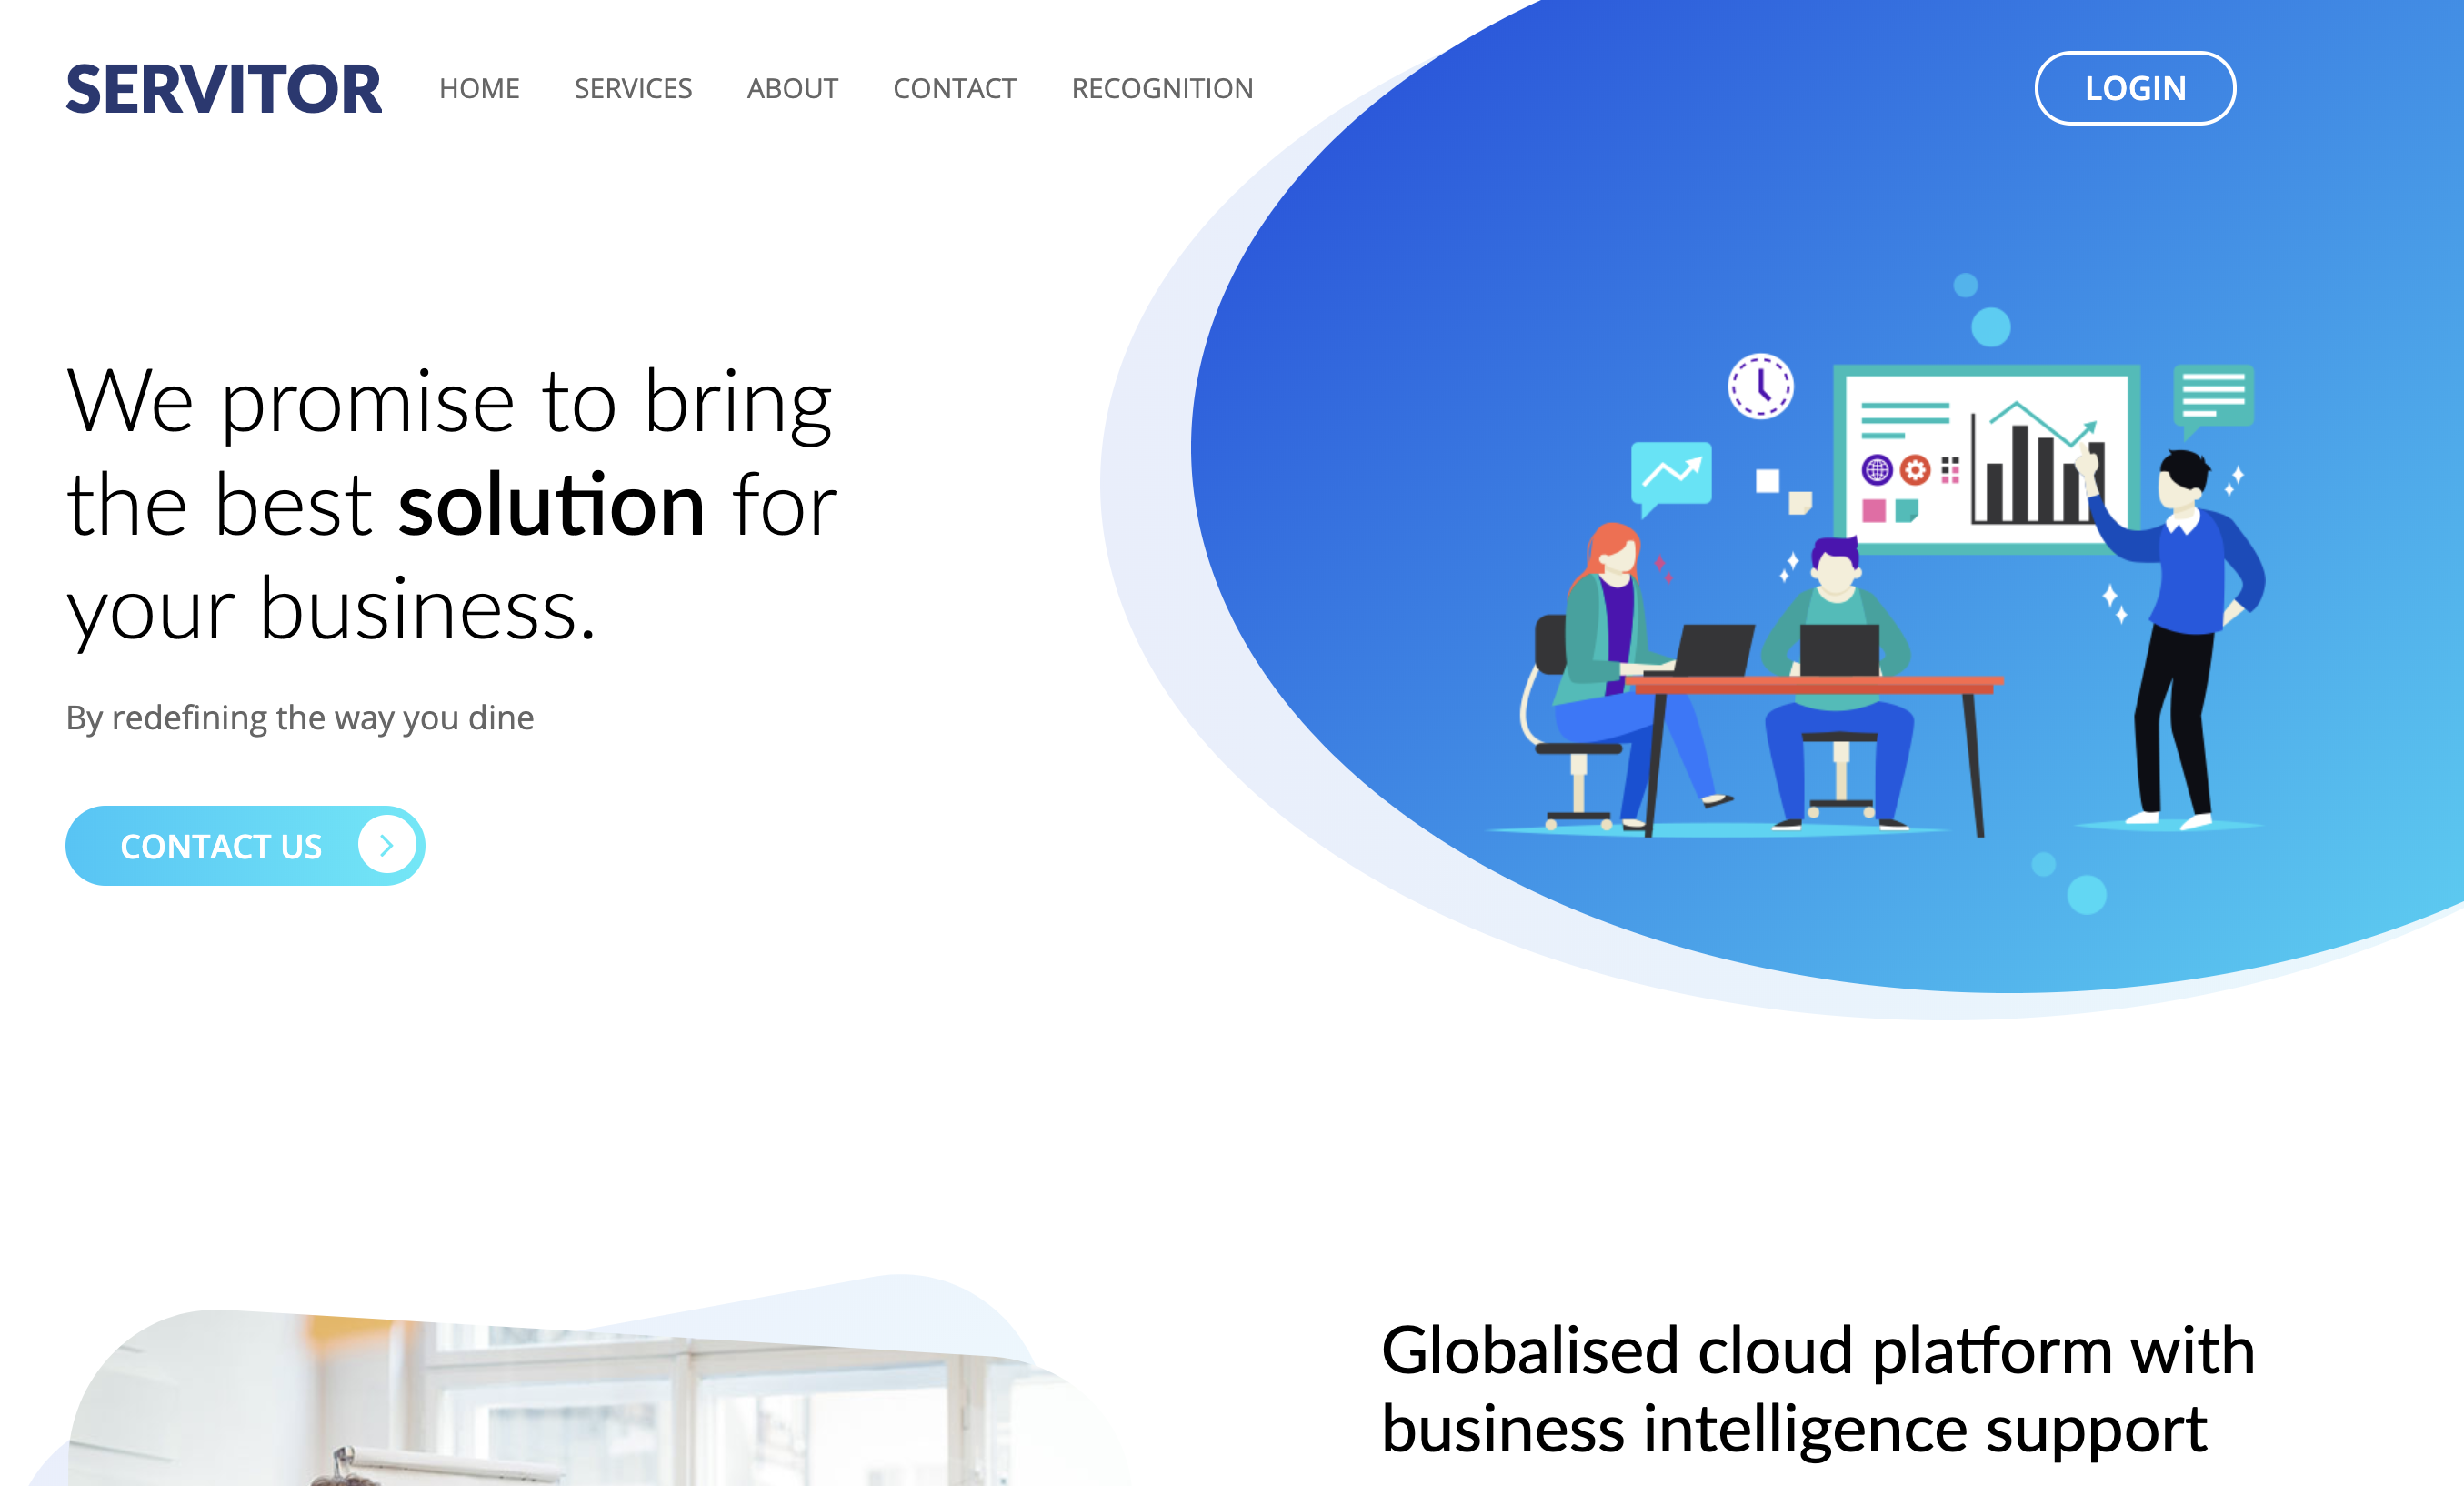 SERVITOR
HOME
SERVICES
ABOUT
CONTACT
RECOGNITION
LOGIN
We promise to bring
the best solution for
your business.
By redefining the way you dine
CONTACT US
Globalised cloud platform with
business intelligence support